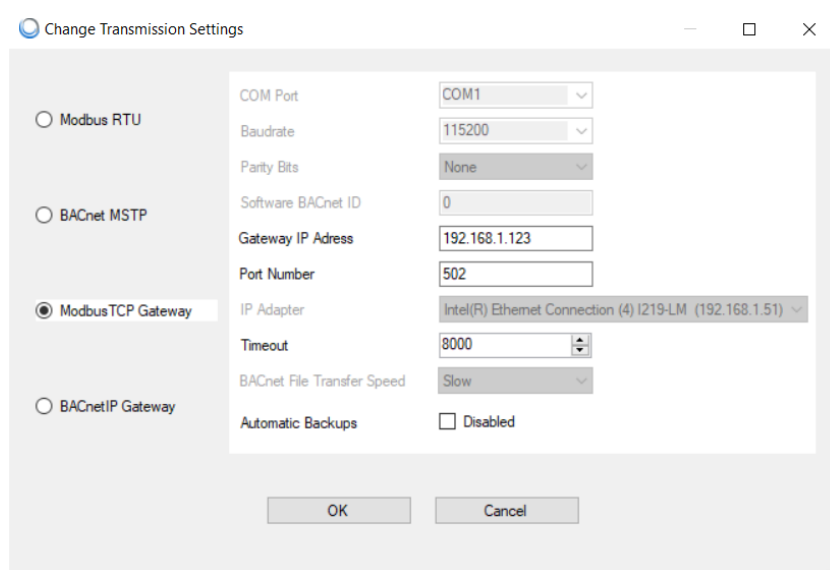 Change Transmission Settings
Modbus RTU
BACnet MSTP
ModbusTCP Gateway
BACnetIP Gateway
COM Port COM1
Baudrate 115200
Parity Bits None
Software BACnet ID 0
Gateway IP Adress 192.168.1.123
Port Number 502
IP Adapter Intel(R) Ethernet Connection (4) I219-LM (192.168.1.51)
Timeout 8000
BACnet File Transfer Speed Slow
Automatic Backups Disabled
OK Cancel